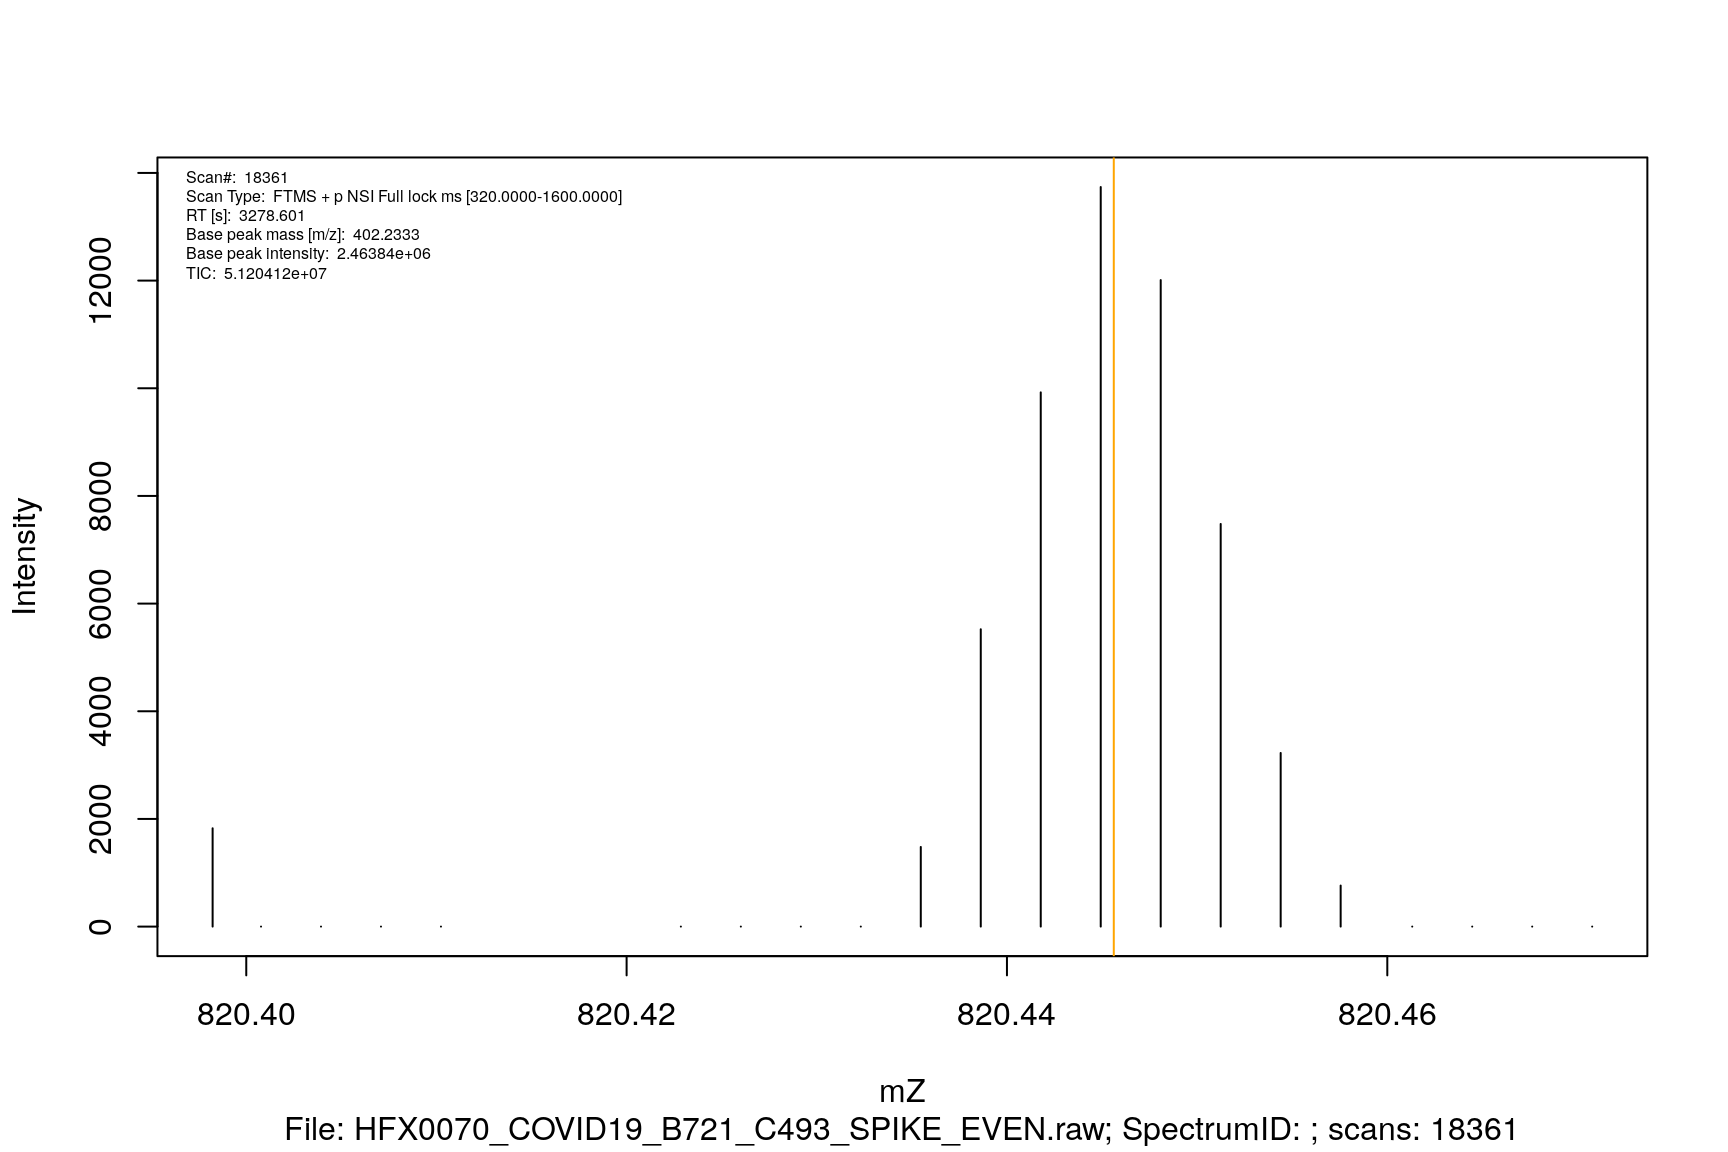 Scan#: 18361
Scan Type: FTMS + p NSI Full lock ms [320.0000-1600.0000]
RT [s]: 3278.601
Base peak mass [m/z]: 402.2333
Base peak intensity: 2.46384e+06
TIC: 5.120412e+07
Intensity
12000
8000
6000
4000
2000
0
820.40 820.42 820.44 820.46
mZ
File: HFX0070_COVID19_B721_C493_SPIKE_EVEN.raw; SpectrumID: ; scans: 18361